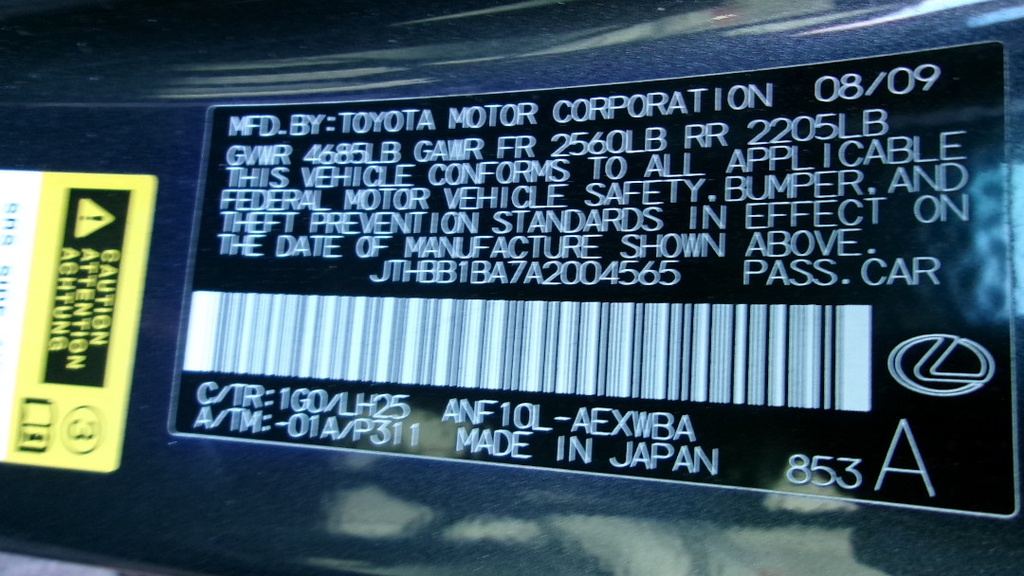 MFD.BY:TOYOTA MOTOR CORPORATION 08/09
GVWR 4685LB GAWR FR 2560LB RR 2205LB
THIS VEHICLE CONFORMS TO ALL APPLICABLE
FEDERAL MOTOR VEHICLE SAFETY,BUMPER,AND
THEFT PREVENTION STANDARDS IN EFFECT ON
THE DATE OF MANUFACTURE SHOWN ABOVE.
JTHBB1BA7A2004565 PASS.CAR
C/TR:1G0/LH25 ANF10L-AEXWBA
A/TM:-01A/P311 MADE IN JAPAN
853 A
CAUTION
ATTENTION
ACHTUNG
3